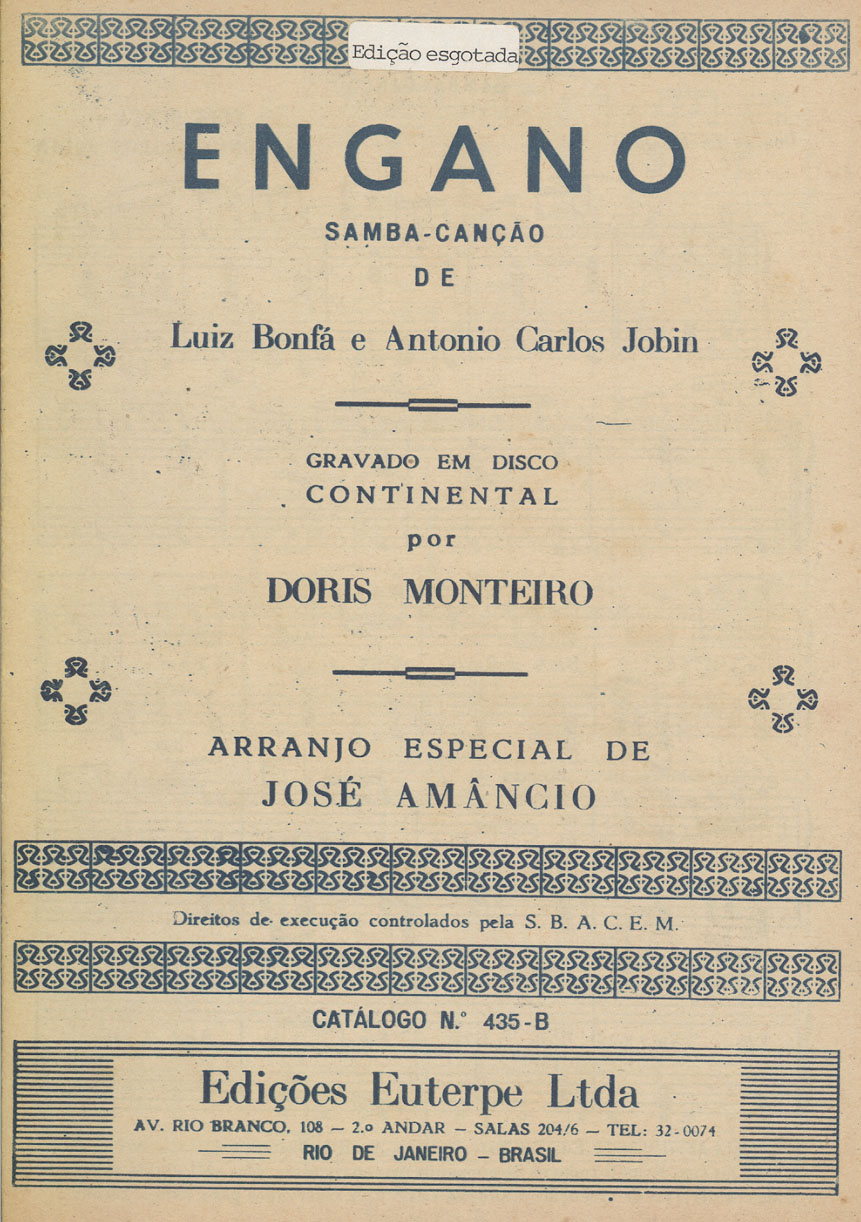 Edição esgotada
ENGANO
SAMBA-CANÇÃO
DE
Luiz Bonfá e Antonio Carlos Jobin
GRAVADO EM DISCO
CONTINENTAL
por
DORIS MONTEIRO
ARRANJO ESPECIAL DE
JOSÉ AMÂNCIO
Direitos de execução controlados pela S. B. A. C. E. M.
CATÁLOGO N.º 435-B
Edições Euterpe Ltda
AV. RIO BRANCO, 108 — 2.o ANDAR — SALAS 204/6 — TEL: 32-0074
RIO DE JANEIRO - BRASIL